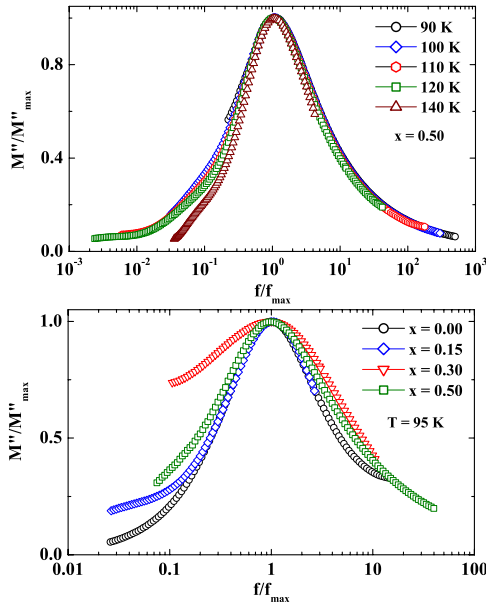 90 K
100 K
110 K
120 K
140 K
x = 0.50
M''/M''max
0.8
0.4
0.0
10⁻³ 10⁻² 10⁻¹ 10⁰ 10¹ 10² 10³
f/fmax
x = 0.00
x = 0.15
x = 0.30
x = 0.50
T = 95 K
M''/M''max
1.0
0.5
0.0
0.01 0.1 1 10 100
f/fmax